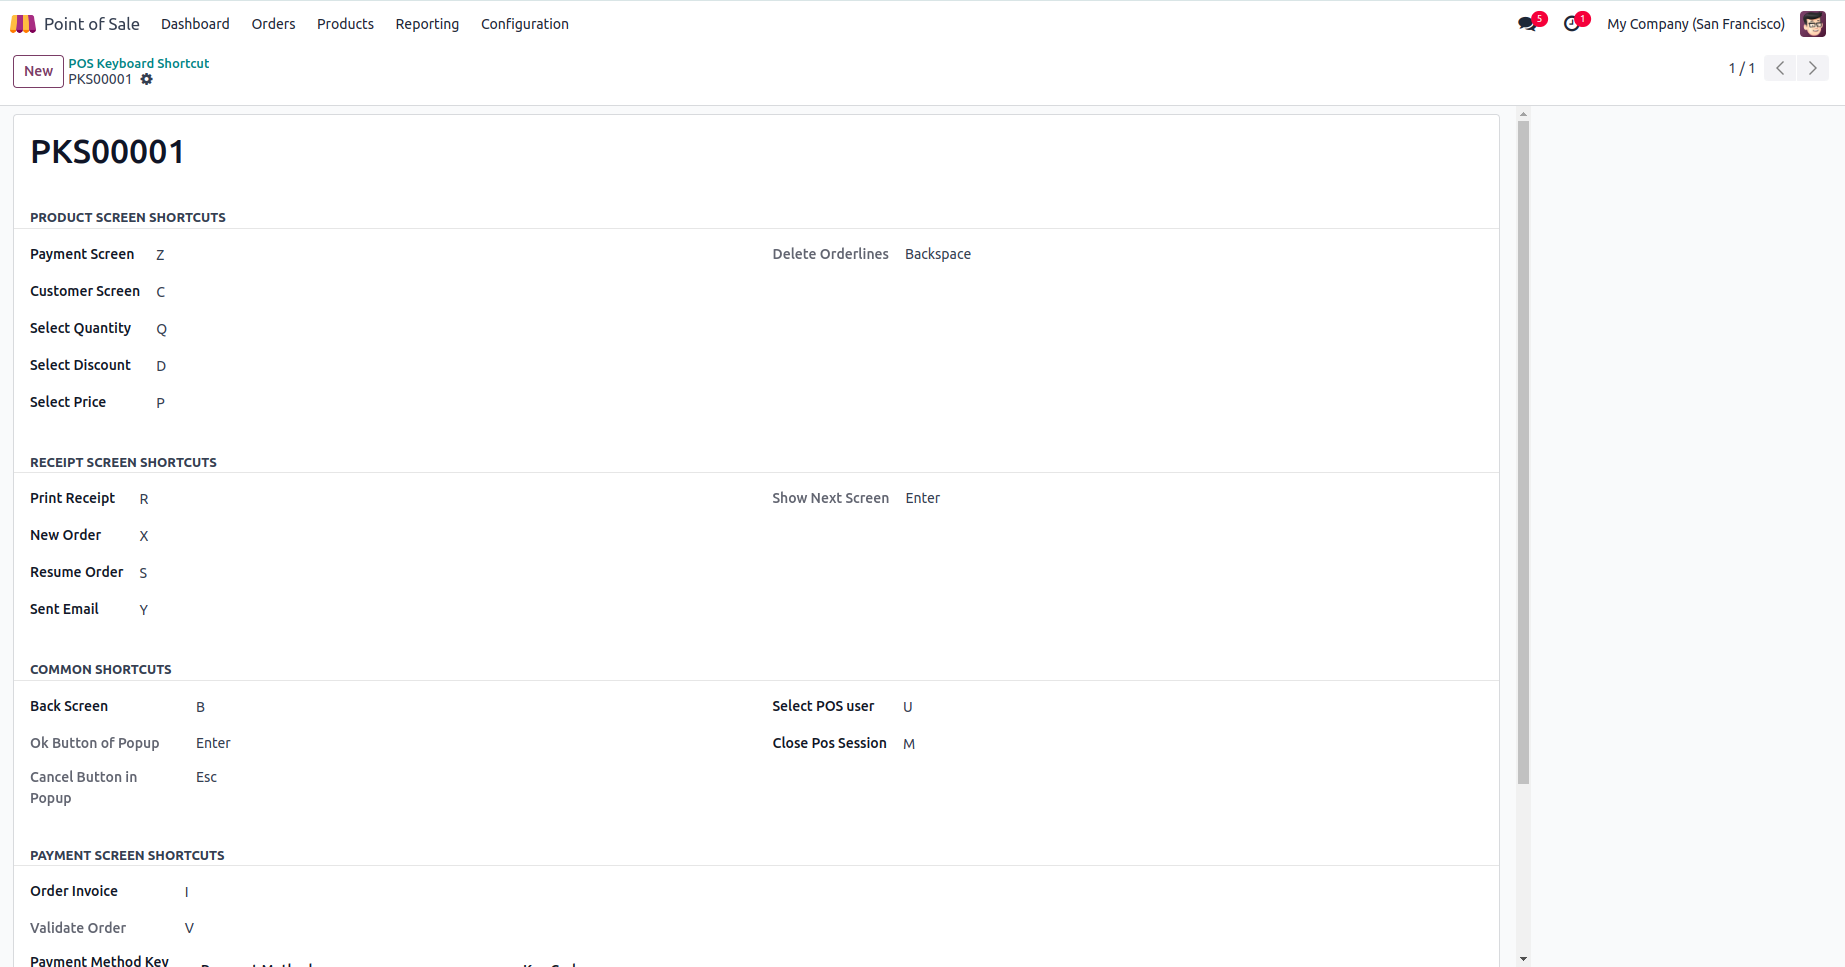 Point of Sale Dashboard Orders Products Reporting Configuration 5 1 My Company (San Francisco)
New POS Keyboard Shortcut
PKS00001 1 / 1
PKS00001
PRODUCT SCREEN SHORTCUTS
Payment Screen Z Delete Orderlines Backspace
Customer Screen C
Select Quantity Q
Select Discount D
Select Price P
RECEIPT SCREEN SHORTCUTS
Print Receipt R Show Next Screen Enter
New Order X
Resume Order S
Sent Email Y
COMMON SHORTCUTS
Back Screen B Select POS user U
Ok Button of Popup Enter Close Pos Session M
Cancel Button in Esc
Popup
PAYMENT SCREEN SHORTCUTS
Order Invoice I
Validate Order V
Payment Method Key